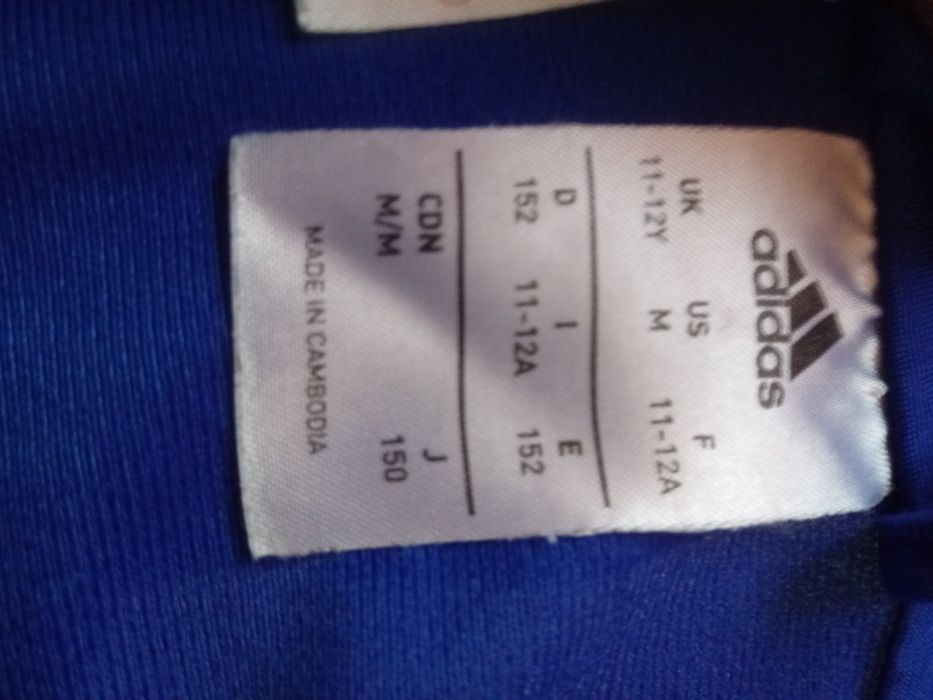 adidas
UK US F
11-12Y M 11-12A
D I E
152 11-12A 152
CDN J
M/M 150
MADE IN CAMBODIA